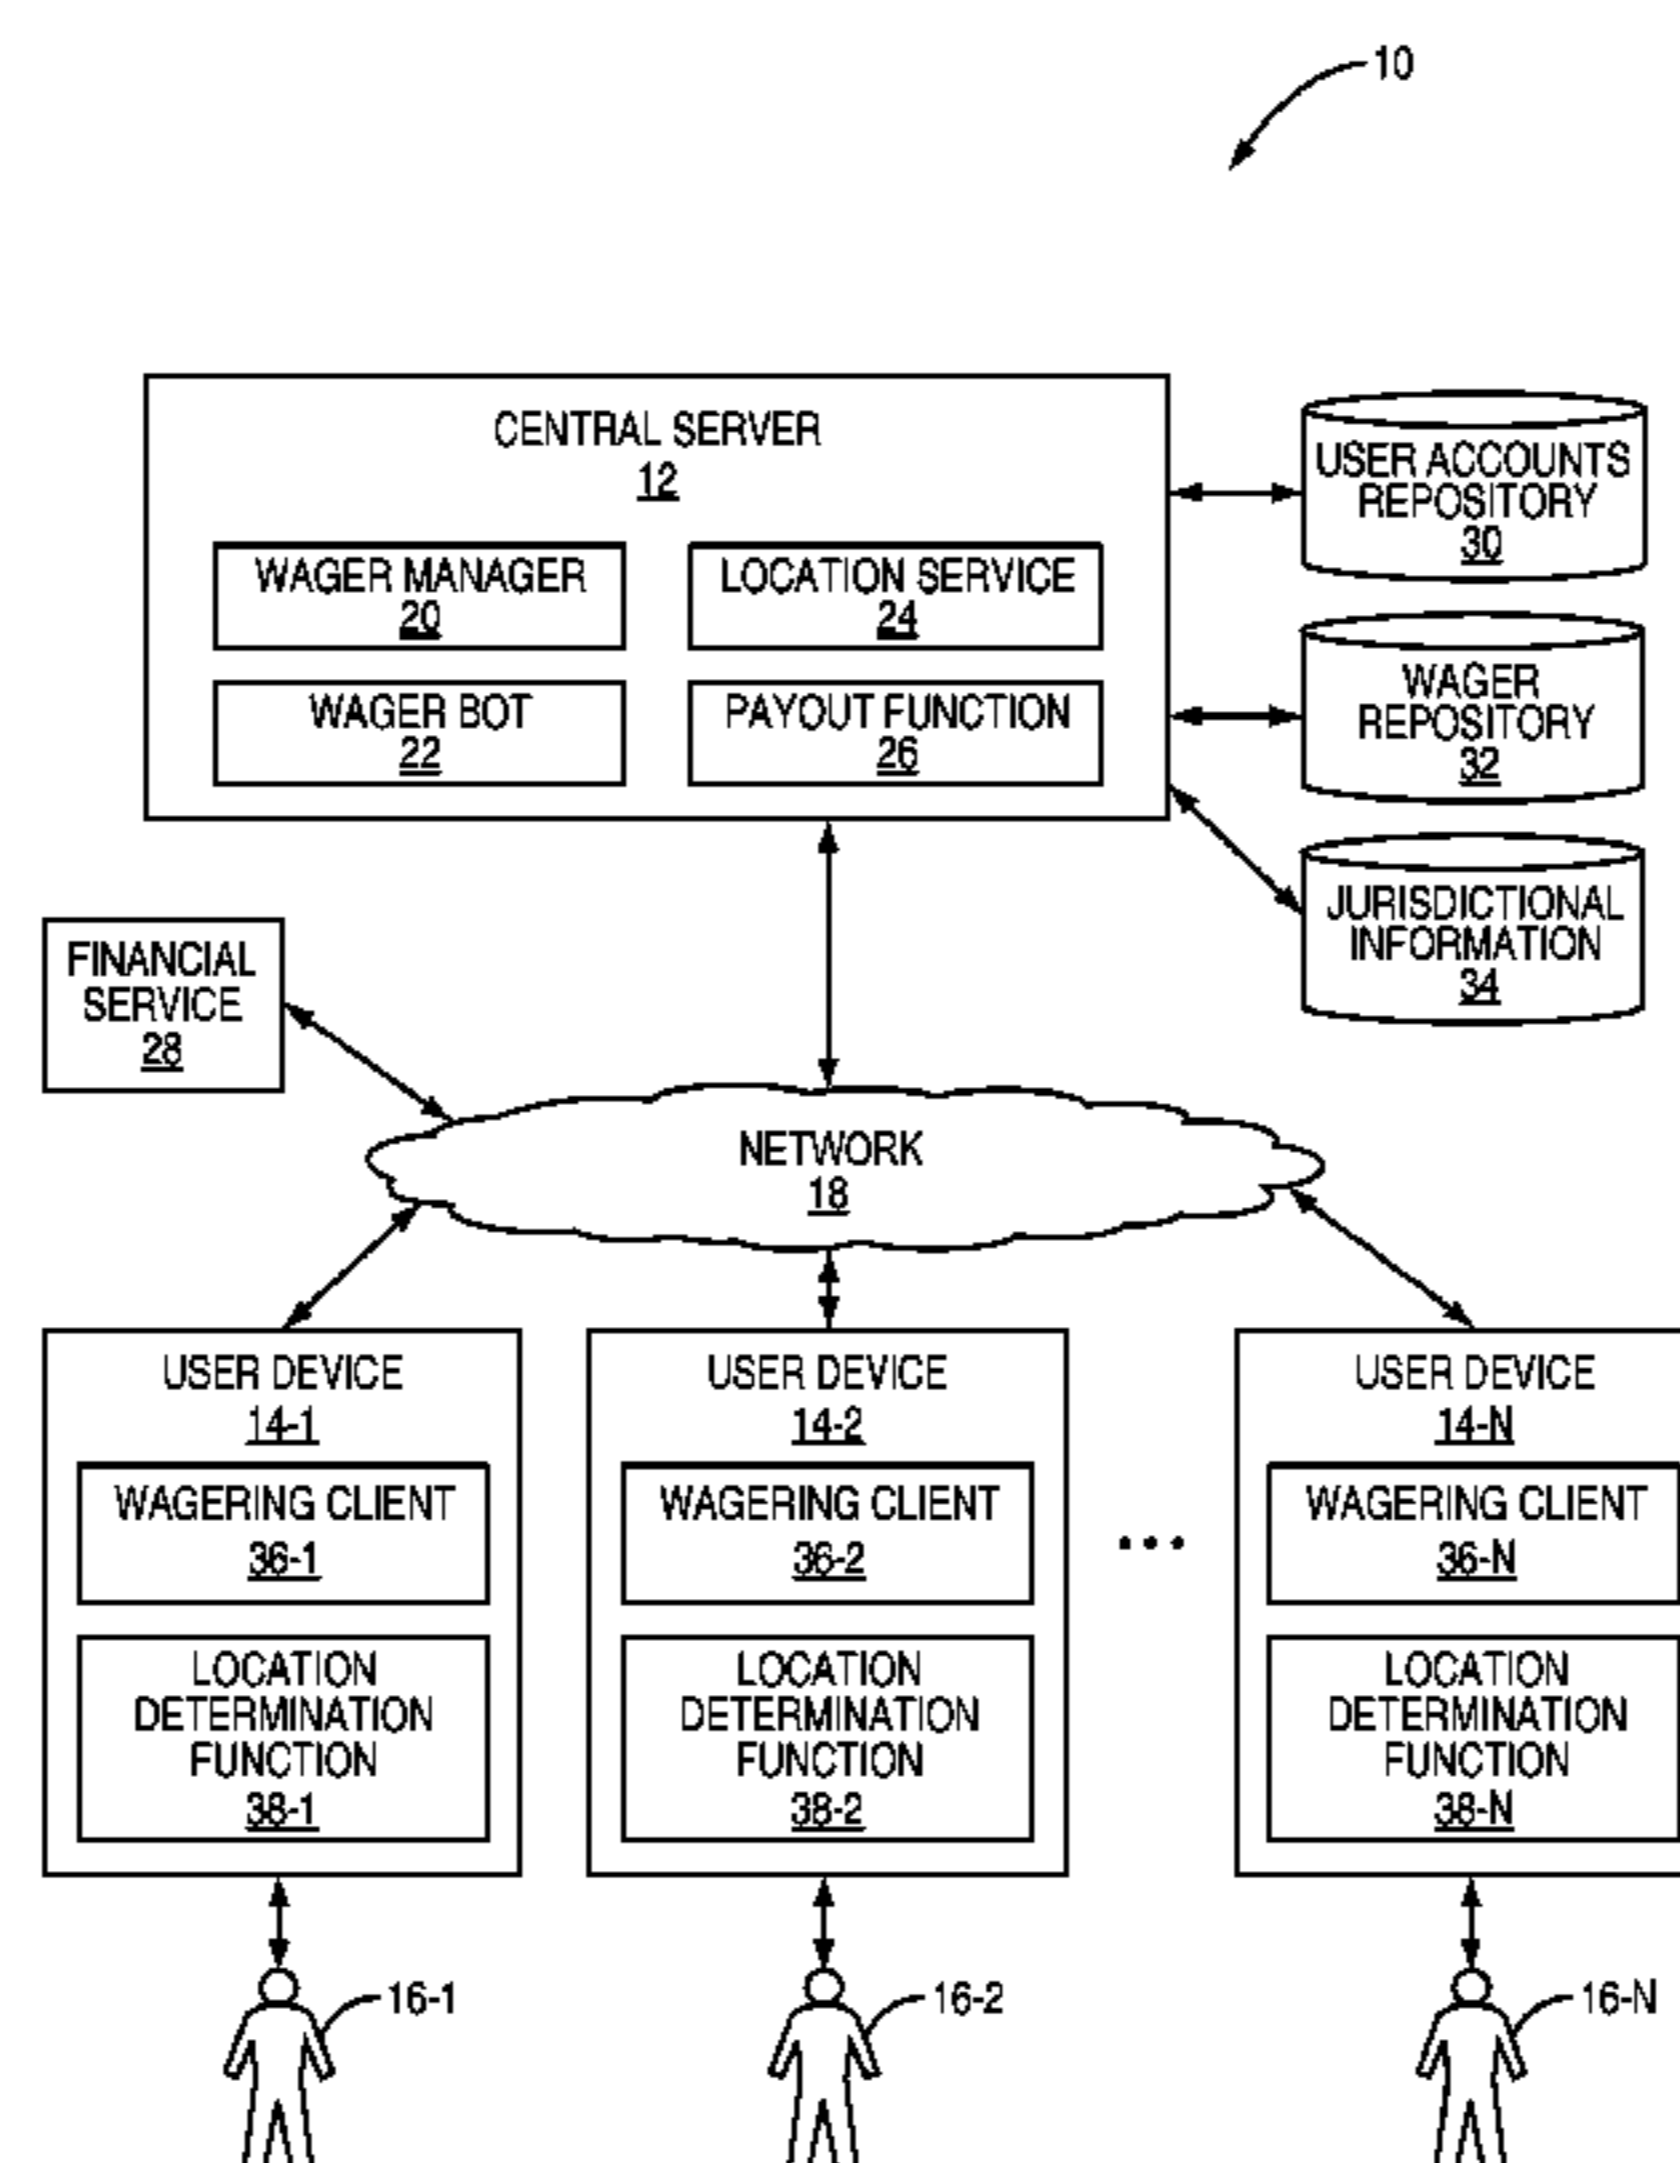 10
CENTRAL SERVER
12
WAGER MANAGER
20
LOCATION SERVICE
24
WAGER BOT
22
PAYOUT FUNCTION
26
USER ACCOUNTS
REPOSITORY
30
WAGER
REPOSITORY
32
JURISDICTIONAL
INFORMATION
34
FINANCIAL
SERVICE
28
NETWORK
18
USER DEVICE
14-1
WAGERING CLIENT
36-1
LOCATION
DETERMINATION
FUNCTION
38-1
USER DEVICE
14-2
WAGERING CLIENT
36-2
LOCATION
DETERMINATION
FUNCTION
38-2
• • •
USER DEVICE
14-N
WAGERING CLIENT
36-N
LOCATION
DETERMINATION
FUNCTION
38-N
16-1
16-2
16-N